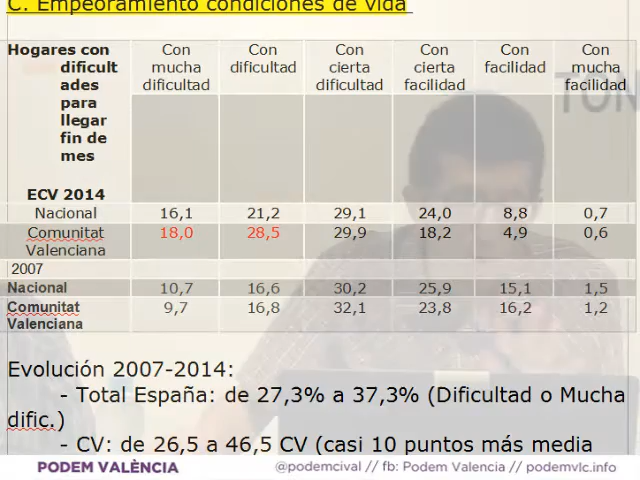 C. Empeoramiento condiciones de vida
Hogares con dificult ades para llegar fin de mes
Con mucha dificultad
Con dificultad
Con cierta dificultad
Con cierta facilidad
Con facilidad
Con mucha facilidad
TON
ECV 2014
Nacional 16,1 21,2 29,1 24,0 8,8 0,7
Comunitat Valenciana 18,0 28,5 29,9 18,2 4,9 0,6
2007
Nacional 10,7 16,6 30,2 25,9 15,1 1,5
Comunitat Valenciana 9,7 16,8 32,1 23,8 16,2 1,2
Evolución 2007-2014:
- Total España: de 27,3% a 37,3% (Dificultad o Mucha
dific.)
- CV: de 26,5 a 46,5 CV (casi 10 puntos más media
PODEM VALÈNCIA @podemcival // fb: Podem Valencia // podemvlc.info